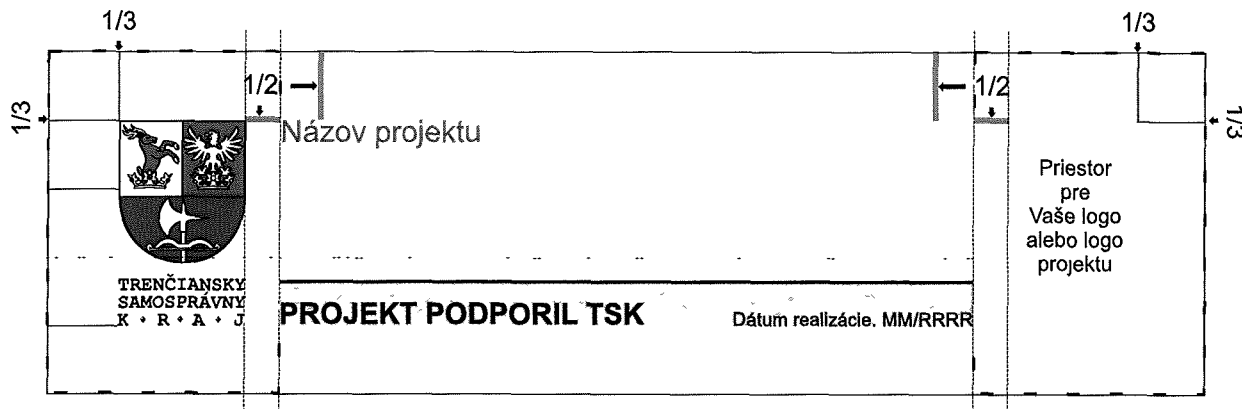 1/3
1/3
1/2
1/2
1/3
1/3
Názov projektu
Priestor
pre
Vaše logo
alebo logo
projektu
TRENČIANSKY
SAMOSPRÁVNY
K • R • A • J
PROJEKT PODPORIL TSK
Dátum realizácie. MM/RRRR